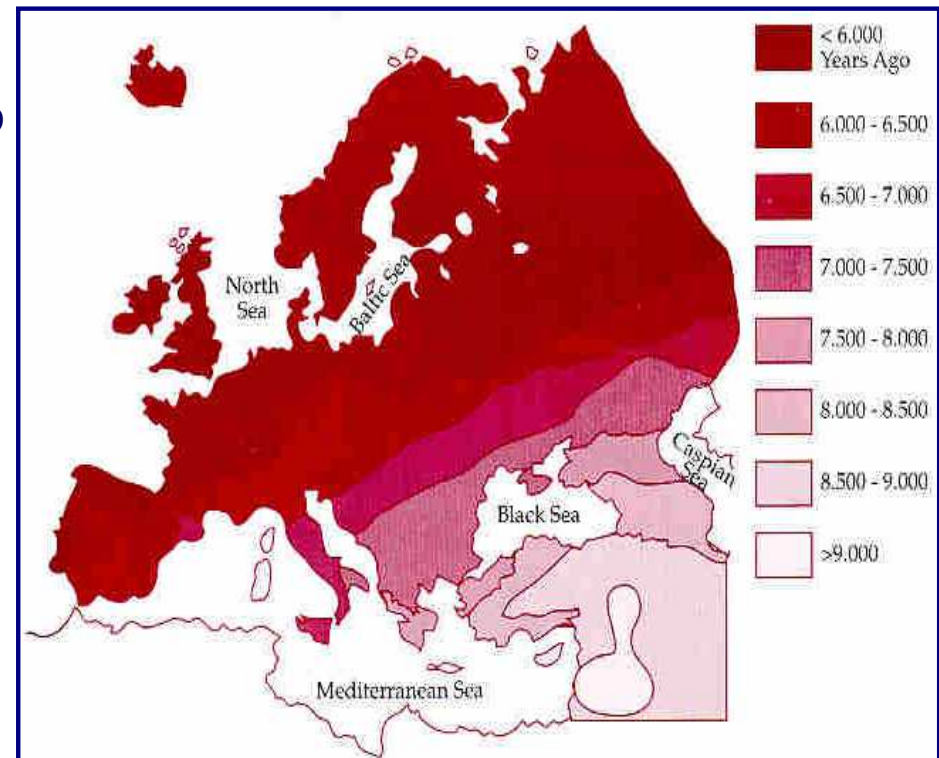 North
Sea
Baltic Sea
Caspian
Sea
Black Sea
Mediterranean Sea
< 6.000
Years Ago
6.000 - 6.500
6.500 - 7.000
7.000 - 7.500
7.500 - 8.000
8.000 - 8.500
8.500 - 9.000
>9.000